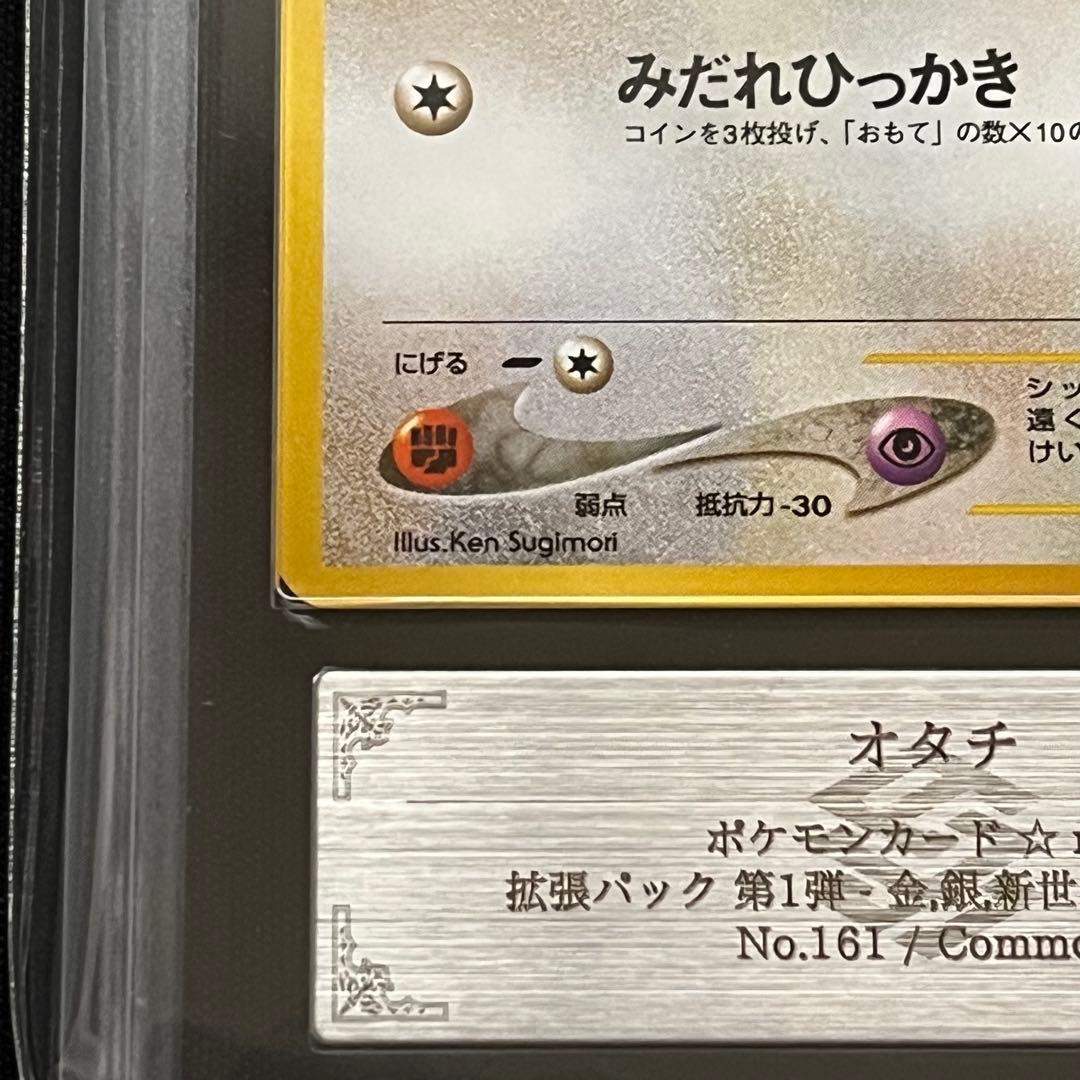 みだれひっかき
コインを3枚投げ、「おもて」の数×10の
にげる
シッ
遠く
けい
弱点 抵抗力-30
Illus.Ken Sugimori
オタチ
ポケモンカード☆
拡張パック 第1弾 - 金,銀,新世
No.161 / Commo